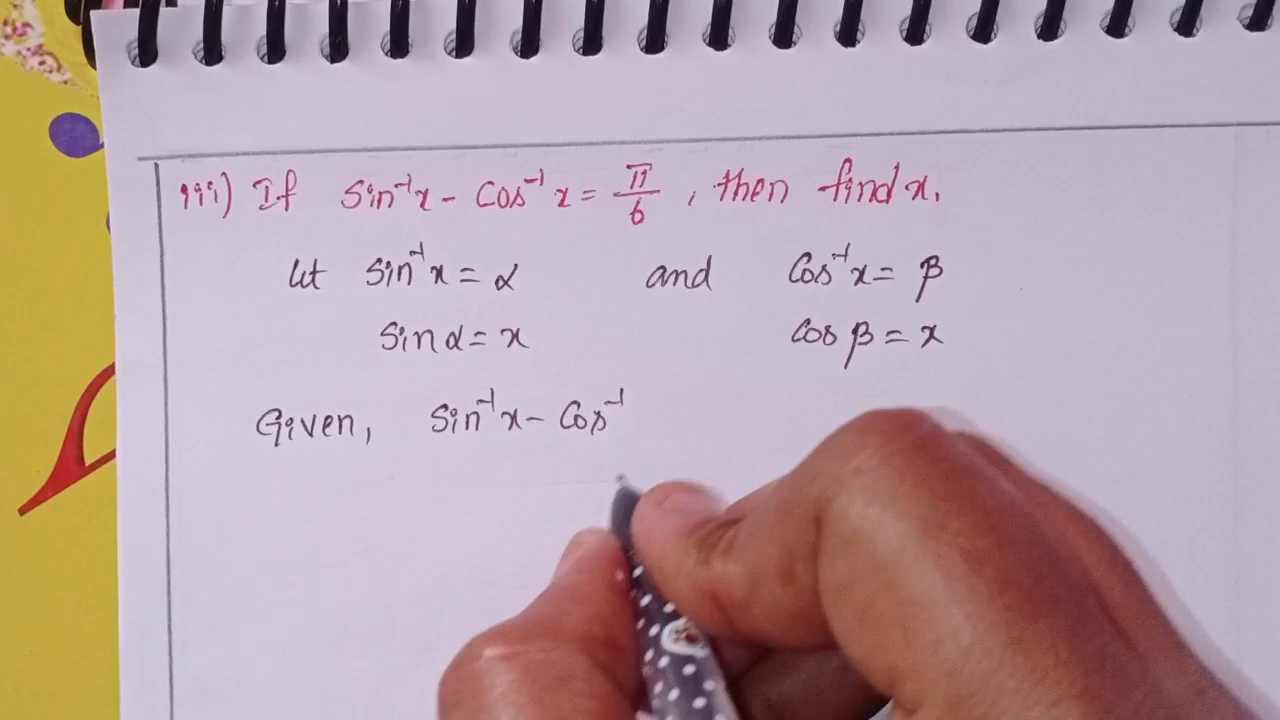 iii) If Sin⁻¹x - Cos⁻¹x = π/6, then find x.
let Sin⁻¹x = α and Cos⁻¹x = β
Sin α = x Cos β = x
Given, Sin⁻¹x - Cos⁻¹